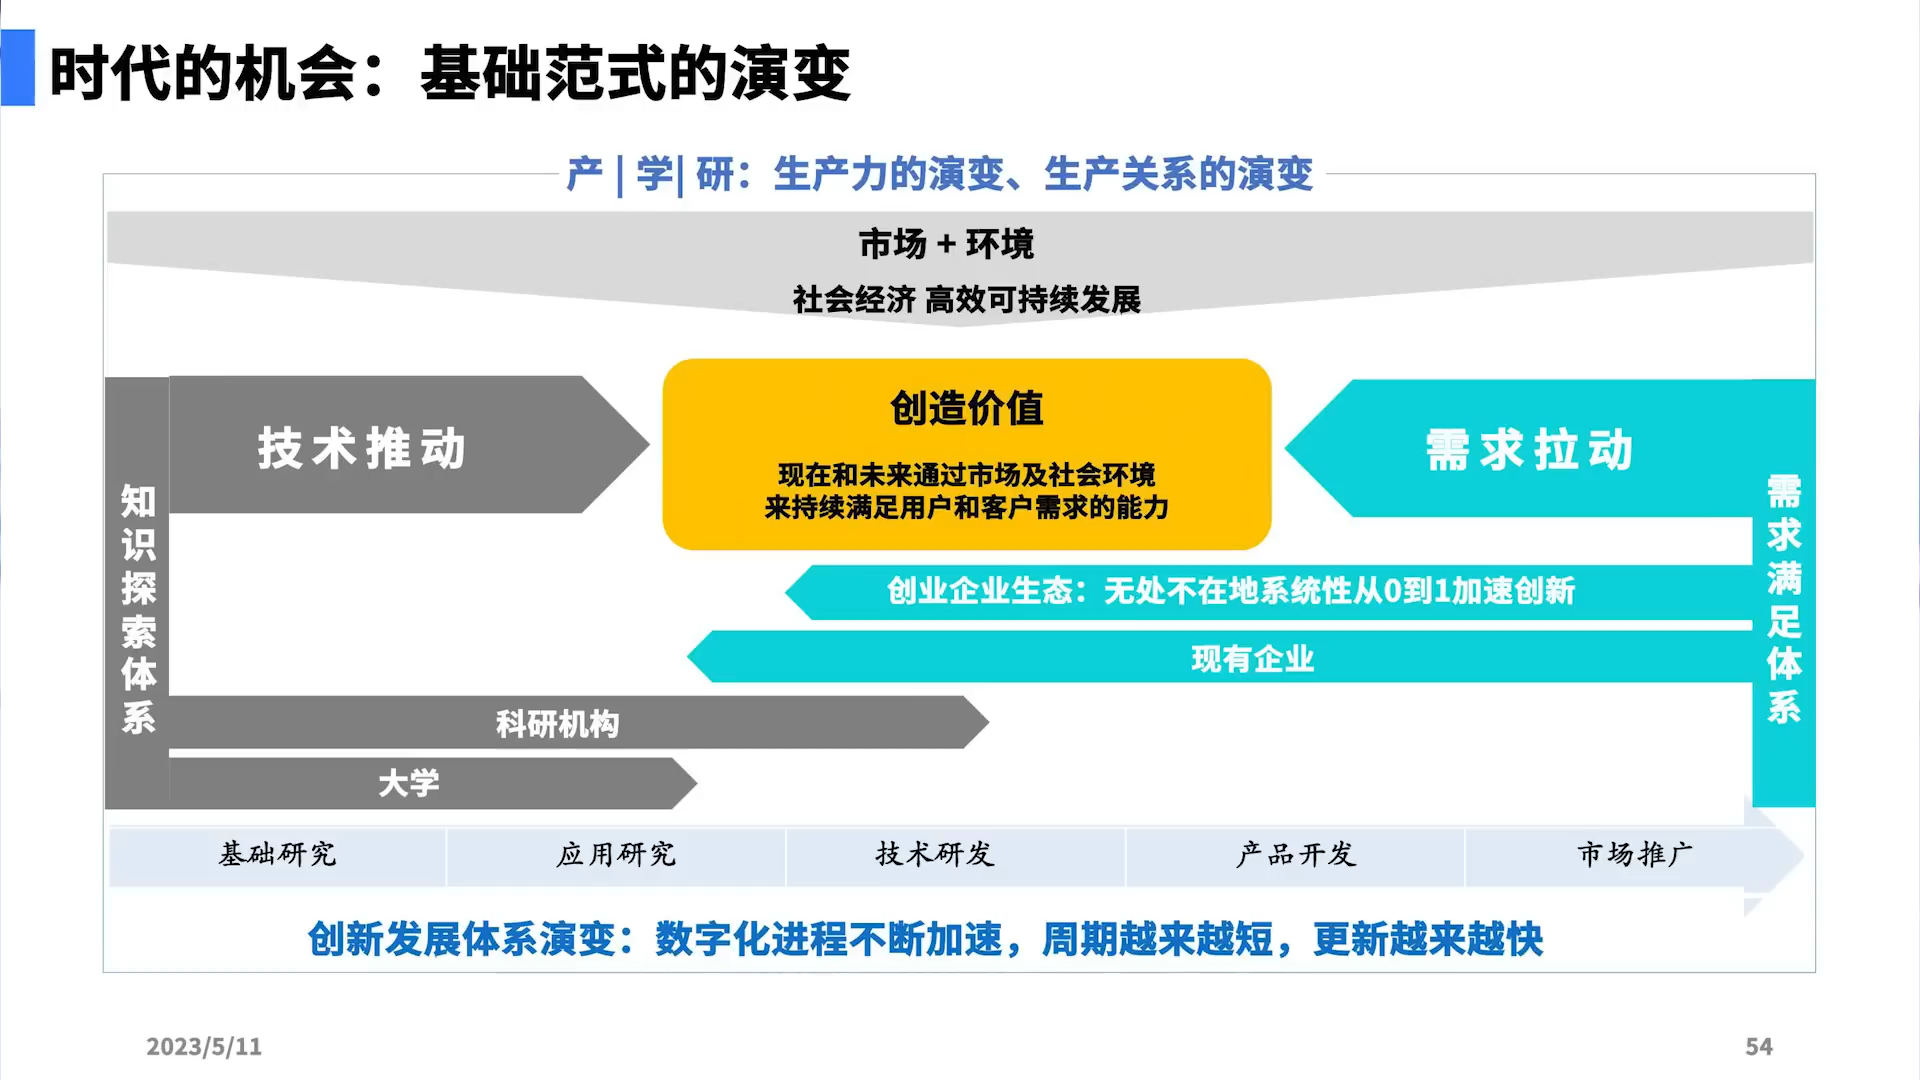 时代的机会：基础范式的演变
产 | 学| 研：生产力的演变、生产关系的演变
市场 + 环境
社会经济 高效可持续发展
技术推动
创造价值
现在和未来通过市场及社会环境
来持续满足用户和客户需求的能力
需求拉动
知识探索体系
需求满足体系
创业企业生态：无处不在地系统性从0到1加速创新
现有企业
科研机构
大学
基础研究
应用研究
技术研发
产品开发
市场推广
创新发展体系演变：数字化进程不断加速，周期越来越短，更新越来越快
2023/5/11
54